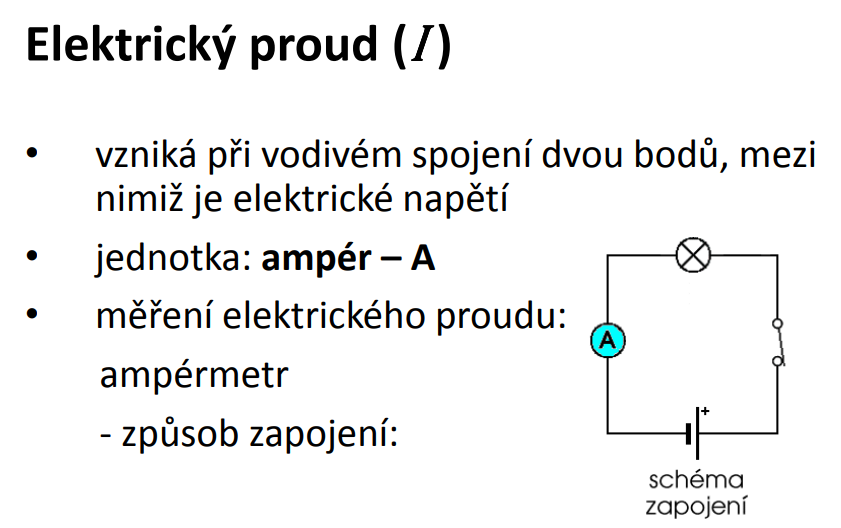 Elektrický proud (I)
• vzniká při vodivém spojení dvou bodů, mezi
nimiž je elektrické napětí
• jednotka: ampér – A
• měření elektrického proudu:
ampérmetr
- způsob zapojení:
A
+
schéma
zapojení